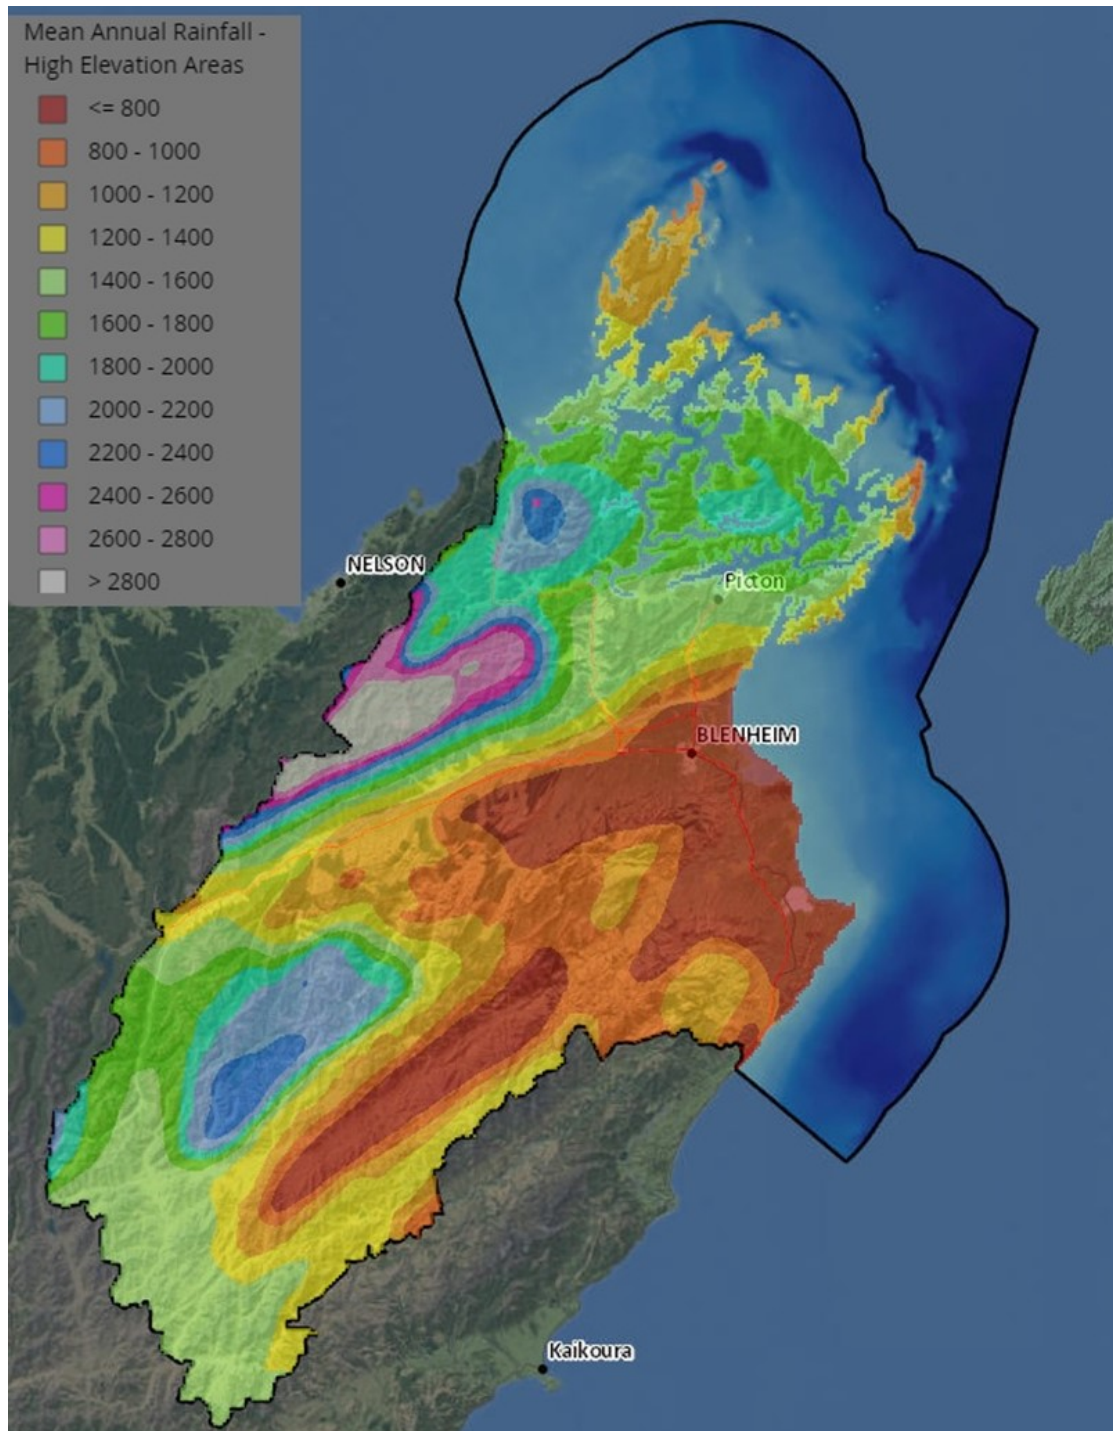 Mean Annual Rainfall -
High Elevation Areas
<= 800
800 - 1000
1000 - 1200
1200 - 1400
1400 - 1600
1600 - 1800
1800 - 2000
2000 - 2200
2200 - 2400
2400 - 2600
2600 - 2800
> 2800
NELSON
Picton
BLENHEIM
Kaikoura